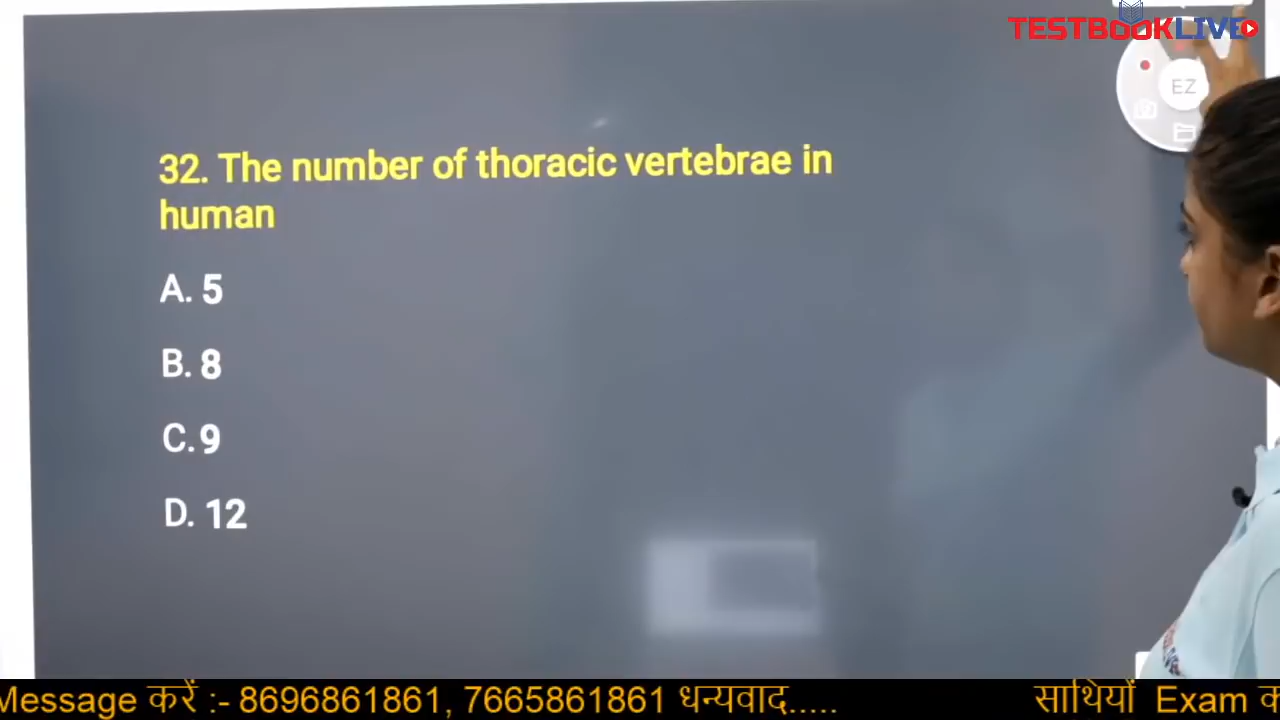 TESTBOOKLIVE
EZ
32. The number of thoracic vertebrae in
human
A. 5
B. 8
C. 9
D. 12
Message करें :- 8696861861, 7665861861 धन्यवाद..... साथियों Exam